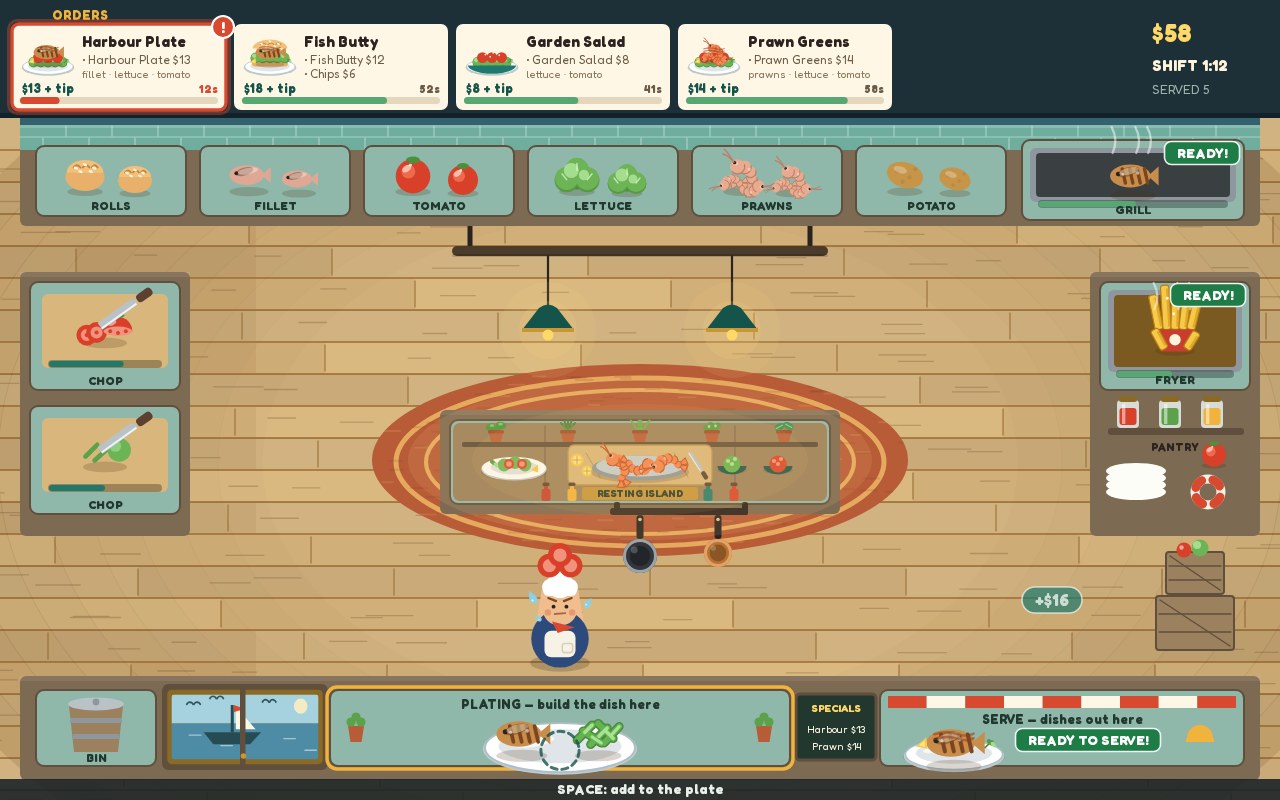 ORDERS
!
Harbour Plate
· Harbour Plate $13
fillet · lettuce · tomato
$13 + tip
12s
Fish Butty
· Fish Butty $12
· Chips $6
$18 + tip
52s
Garden Salad
· Garden Salad $8
lettuce · tomato
$8 + tip
41s
Prawn Greens
· Prawn Greens $14
prawns · lettuce · tomato
$14 + tip
58s
$58
SHIFT 1:12
SERVED 5
ROLLS
FILLET
TOMATO
LETTUCE
PRAWNS
POTATO
READY!
GRILL
CHOP
CHOP
READY!
FRYER
PANTRY
RESTING ISLAND
+$16
BIN
PLATING – build the dish here
SPECIALS
Harbour $13
Prawn $14
SERVE – dishes out here
READY TO SERVE!
SPACE: add to the plate